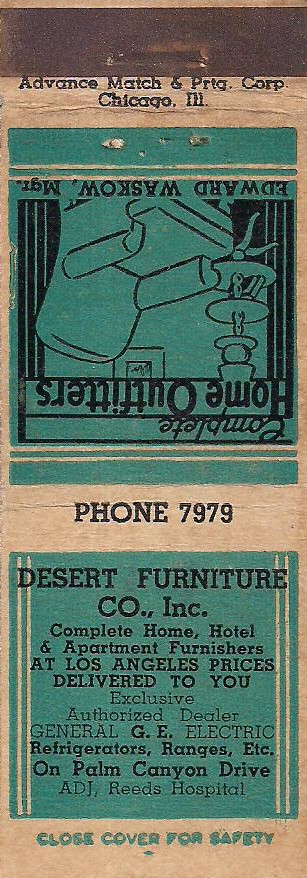 Advance Match & Prtg. Corp.
Chicago, Ill.
Complete
Home Outfitters
EDWARD WASKOW, Mgr.
PHONE 7979
DESERT FURNITURE
CO., Inc.
Complete Home, Hotel
& Apartment Furnishers
AT LOS ANGELES PRICES
DELIVERED TO YOU
Exclusive
Authorized Dealer
GENERAL G. E. ELECTRIC
Refrigerators, Ranges, Etc.
On Palm Canyon Drive
ADJ, Reeds Hospital
CLOSE COVER FOR SAFETY